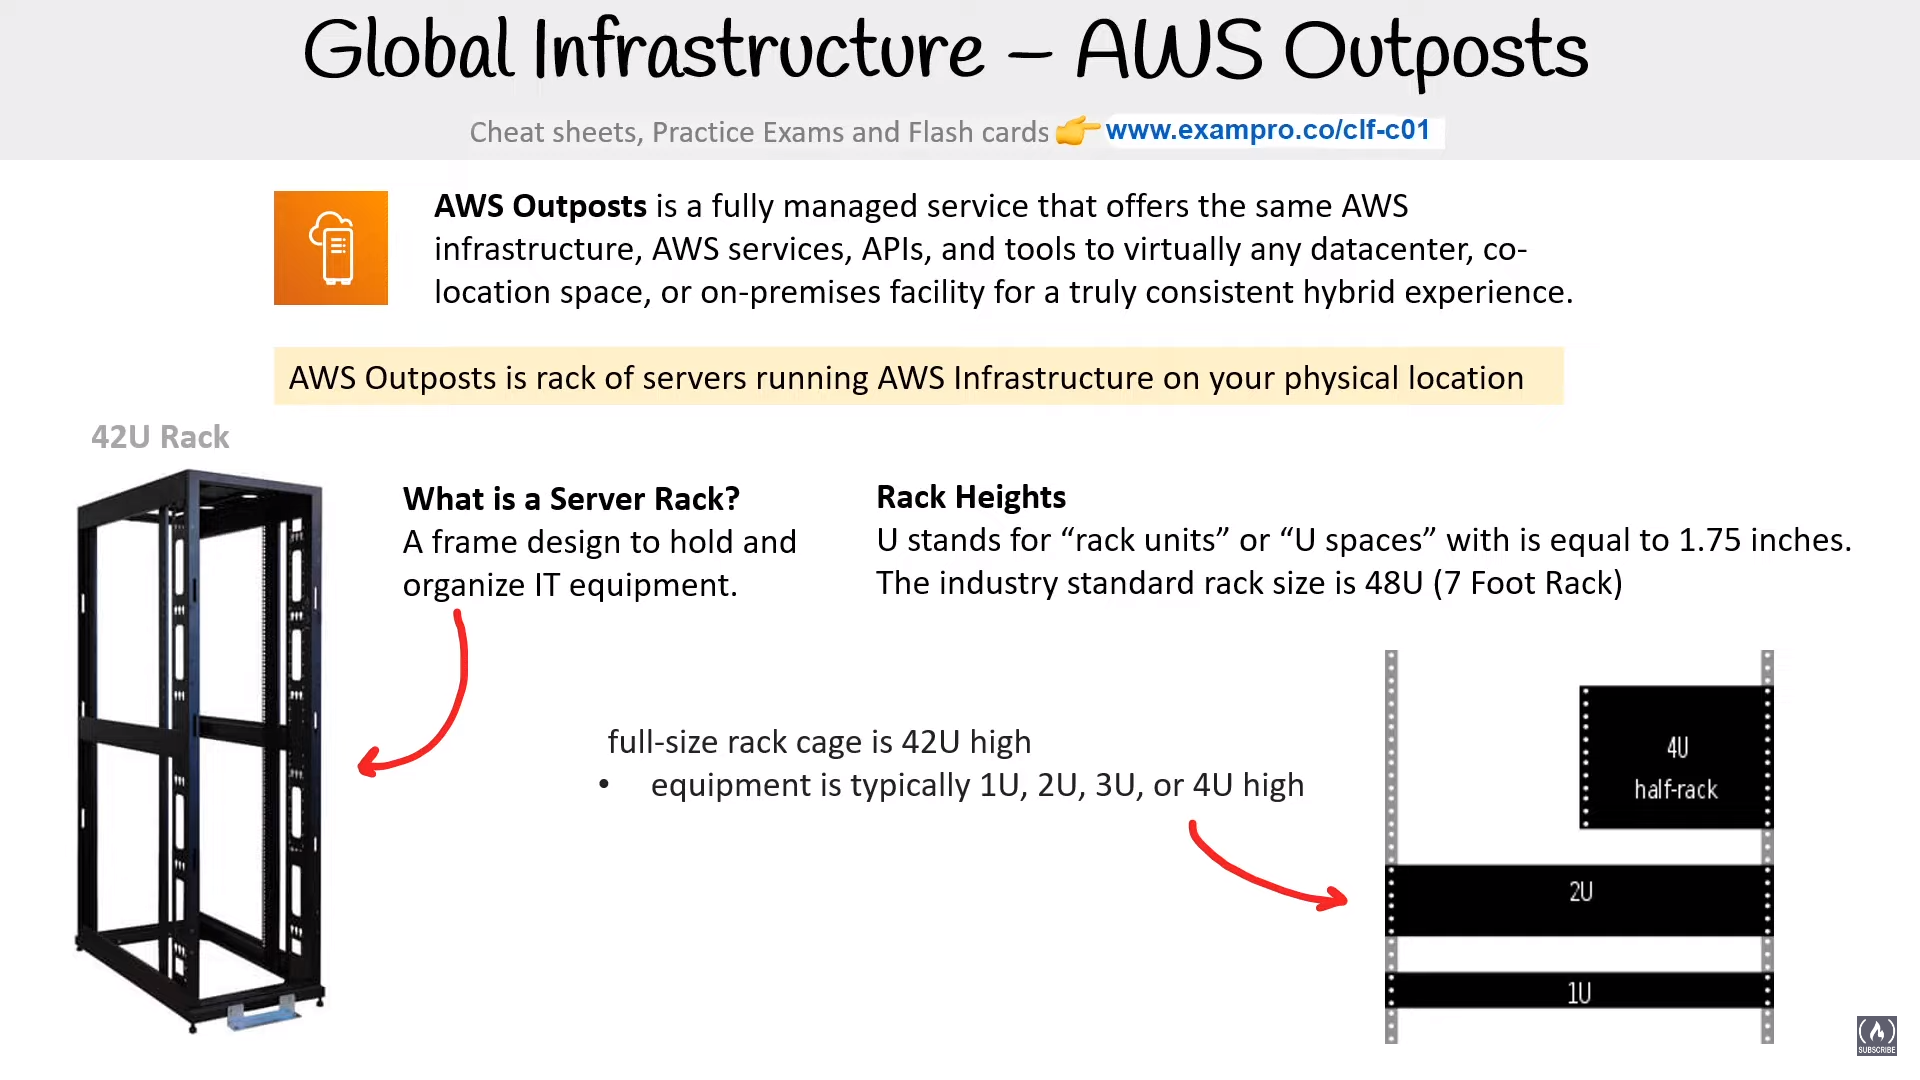 Global Infrastructure – AWS Outposts
Cheat sheets, Practice Exams and Flash cards 👉 www.exampro.co/clf-c01
AWS Outposts is a fully managed service that offers the same AWS
infrastructure, AWS services, APIs, and tools to virtually any datacenter, co-
location space, or on-premises facility for a truly consistent hybrid experience.
AWS Outposts is rack of servers running AWS Infrastructure on your physical location
42U Rack
What is a Server Rack?
A frame design to hold and
organize IT equipment.
Rack Heights
U stands for “rack units” or “U spaces” with is equal to 1.75 inches.
The industry standard rack size is 48U (7 Foot Rack)
full-size rack cage is 42U high
• equipment is typically 1U, 2U, 3U, or 4U high
4U
half-rack
2U
1U
SUBSCRIBE